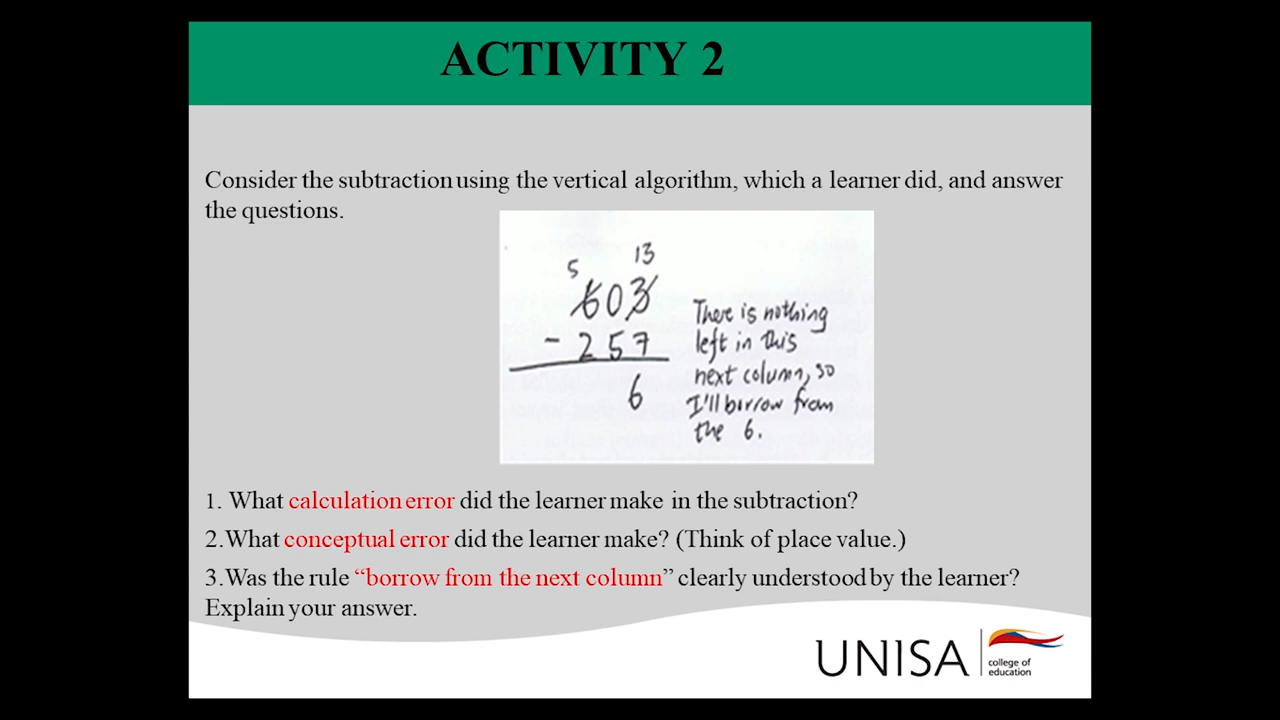 ACTIVITY 2
Consider the subtraction using the vertical algorithm, which a learner did, and answer
the questions.
5 13
603
- 257
6
There is nothing
left in this
next column, so
I'll borrow from
the 6.
1. What calculation error did the learner make in the subtraction?
2.What conceptual error did the learner make? (Think of place value.)
3.Was the rule “borrow from the next column” clearly understood by the learner?
Explain your answer.
UNISA
college of
education